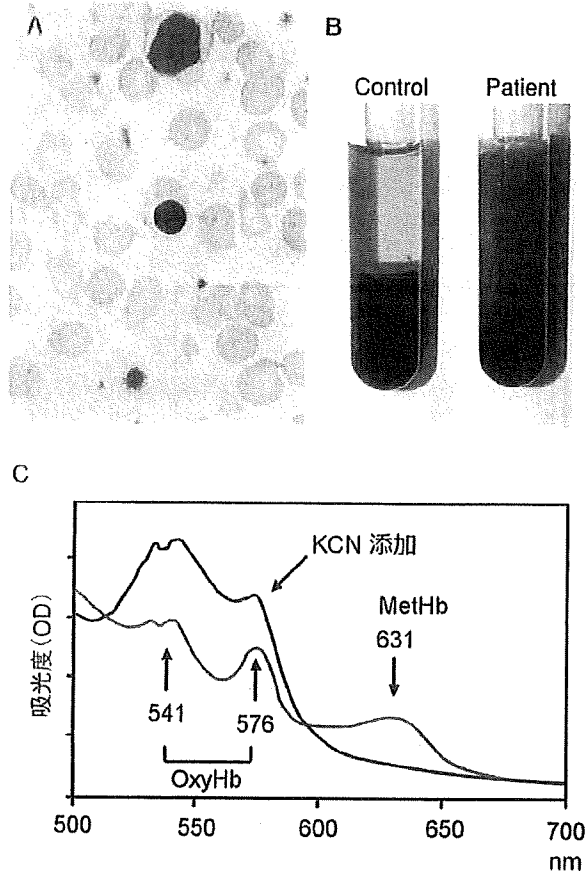 A
B
Control Patient
C
KCN 添加
MetHb
631
吸光度(OD)
541
576
OxyHb
500 550 600 650 700
nm